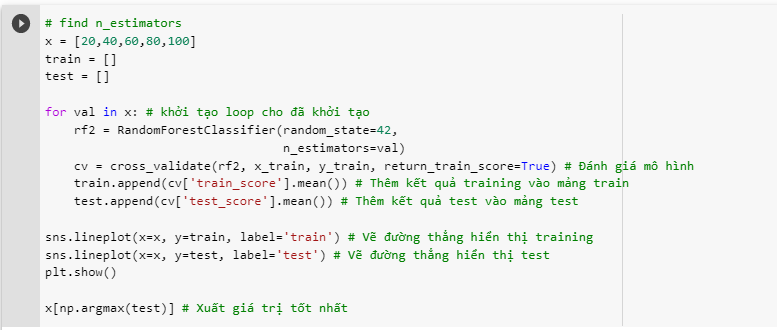 # find n_estimators
x = [20,40,60,80,100]
train = []
test = []
for val in x: # khởi tạo loop cho đã khởi tạo
    rf2 = RandomForestClassifier(random_state=42,
                                 n_estimators=val)
    cv = cross_validate(rf2, x_train, y_train, return_train_score=True) # Đánh giá mô hình
    train.append(cv['train_score'].mean()) # Thêm kết quả training vào mảng train
    test.append(cv['test_score'].mean()) # Thêm kết quả test vào mảng test
sns.lineplot(x=x, y=train, label='train') # Vẽ đường thẳng hiển thị training
sns.lineplot(x=x, y=test, label='test') # Vẽ đường thẳng hiển thị test
plt.show()
x[np.argmax(test)] # Xuất giá trị tốt nhất